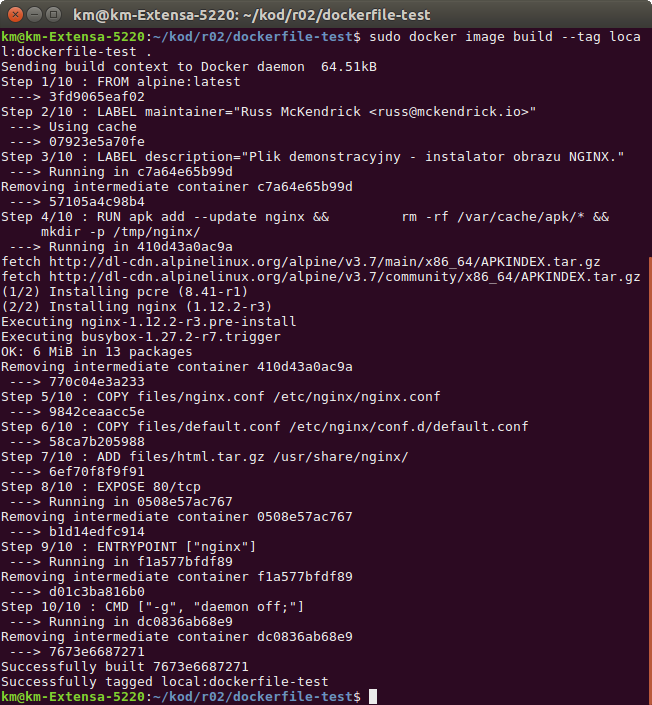 km@km-Extensa-5220: ~/kod/r02/dockerfile-test
km@km-Extensa-5220:~/kod/r02/dockerfile-test$ sudo docker image build --tag loca
l:dockerfile-test .
Sending build context to Docker daemon  64.51kB
Step 1/10 : FROM alpine:latest
 ---> 3fd9065eaf02
Step 2/10 : LABEL maintainer="Russ McKendrick <russ@mckendrick.io>"
 ---> Using cache
 ---> 07923e5a70fe
Step 3/10 : LABEL description="Plik demonstracyjny - instalator obrazu NGINX."
 ---> Running in c7a64e65b99d
Removing intermediate container c7a64e65b99d
 ---> 57105a4c98b4
Step 4/10 : RUN apk add --update nginx &&         rm -rf /var/cache/apk/* &&
     mkdir -p /tmp/nginx/
 ---> Running in 410d43a0ac9a
fetch http://dl-cdn.alpinelinux.org/alpine/v3.7/main/x86_64/APKINDEX.tar.gz
fetch http://dl-cdn.alpinelinux.org/alpine/v3.7/community/x86_64/APKINDEX.tar.gz
(1/2) Installing pcre (8.41-r1)
(2/2) Installing nginx (1.12.2-r3)
Executing nginx-1.12.2-r3.pre-install
Executing busybox-1.27.2-r7.trigger
OK: 6 MiB in 13 packages
Removing intermediate container 410d43a0ac9a
 ---> 770c04e3a233
Step 5/10 : COPY files/nginx.conf /etc/nginx/nginx.conf
 ---> 9842ceaacc5e
Step 6/10 : COPY files/default.conf /etc/nginx/conf.d/default.conf
 ---> 58ca7b205988
Step 7/10 : ADD files/html.tar.gz /usr/share/nginx/
 ---> 6ef70f8f9f91
Step 8/10 : EXPOSE 80/tcp
 ---> Running in 0508e57ac767
Removing intermediate container 0508e57ac767
 ---> b1d14edfc914
Step 9/10 : ENTRYPOINT ["nginx"]
 ---> Running in f1a577bfdf89
Removing intermediate container f1a577bfdf89
 ---> d01c3ba816b0
Step 10/10 : CMD ["-g", "daemon off;"]
 ---> Running in dc0836ab68e9
Removing intermediate container dc0836ab68e9
 ---> 7673e6687271
Successfully built 7673e6687271
Successfully tagged local:dockerfile-test
km@km-Extensa-5220:~/kod/r02/dockerfile-test$